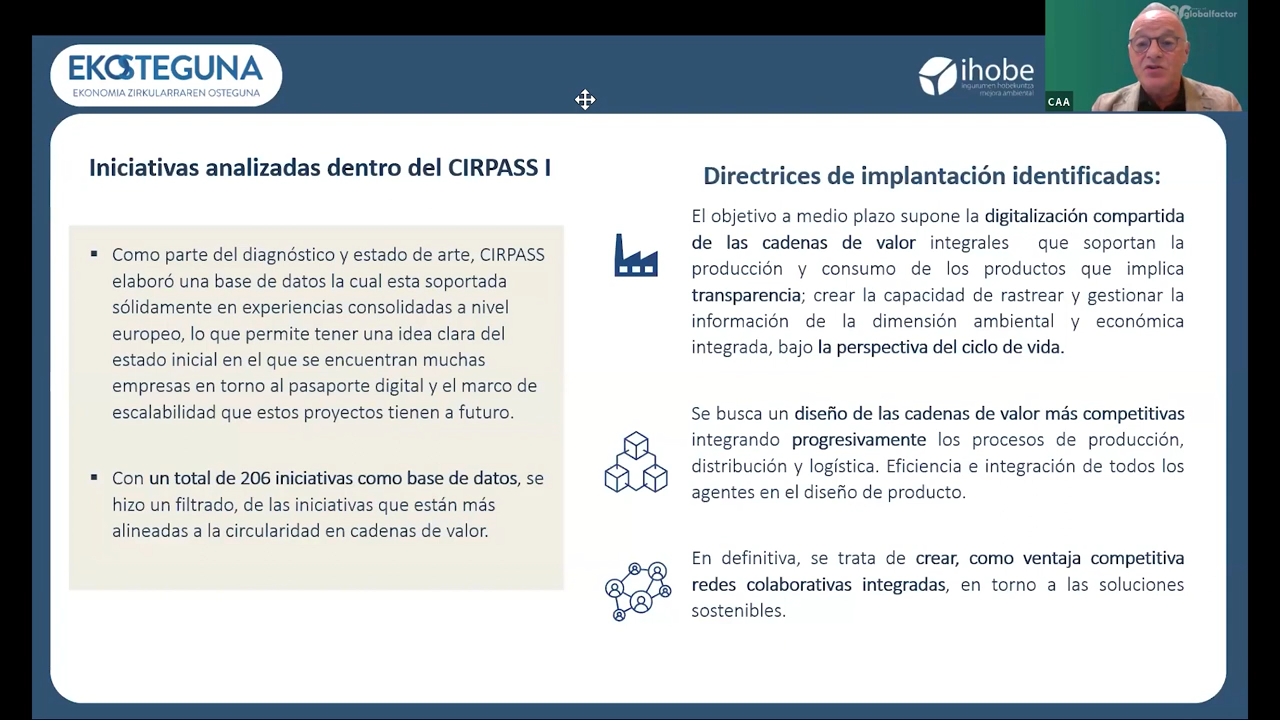 EKOSTEGUNA
EKONOMIA ZIRKULARRAREN OSTEGUNA
ihobe
ingurumen hobekuntza
mejora ambiental
globalfactor
CAA
Iniciativas analizadas dentro del CIRPASS I
▪ Como parte del diagnóstico y estado de arte, CIRPASS
elaboró una base de datos la cual esta soportada
sólidamente en experiencias consolidadas a nivel
europeo, lo que permite tener una idea clara del
estado inicial en el que se encuentran muchas
empresas en torno al pasaporte digital y el marco de
escalabilidad que estos proyectos tienen a futuro.
▪ Con un total de 206 iniciativas como base de datos, se
hizo un filtrado, de las iniciativas que están más
alineadas a la circularidad en cadenas de valor.
Directrices de implantación identificadas:
El objetivo a medio plazo supone la digitalización compartida
de las cadenas de valor integrales que soportan la
producción y consumo de los productos que implica
transparencia; crear la capacidad de rastrear y gestionar la
información de la dimensión ambiental y económica
integrada, bajo la perspectiva del ciclo de vida.
Se busca un diseño de las cadenas de valor más competitivas
integrando progresivamente los procesos de producción,
distribución y logística. Eficiencia e integración de todos los
agentes en el diseño de producto.
En definitiva, se trata de crear, como ventaja competitiva
redes colaborativas integradas, en torno a las soluciones
sostenibles.